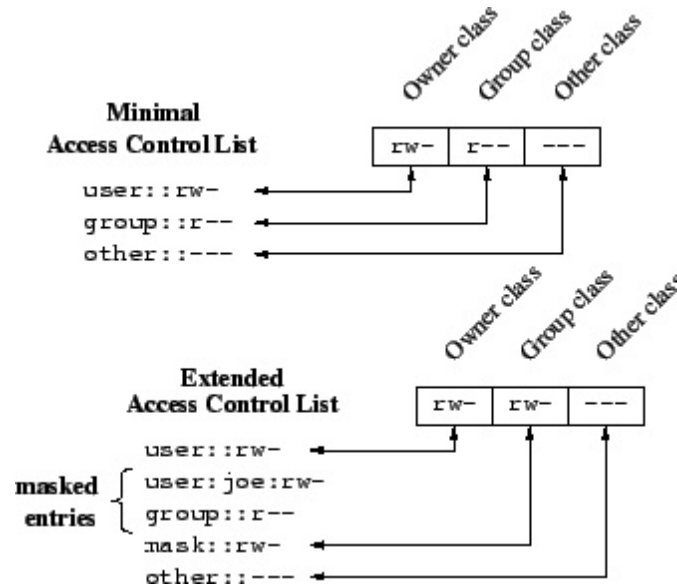 Owner class
Group class
Other class
Minimal
Access Control List
rw- r-- ---
user::rw-
group::r--
other::---
Owner class
Group class
Other class
Extended
Access Control List
rw- rw- ---
user::rw-
masked
entries
user:joe:rw-
group::r--
mask::rw-
other::---